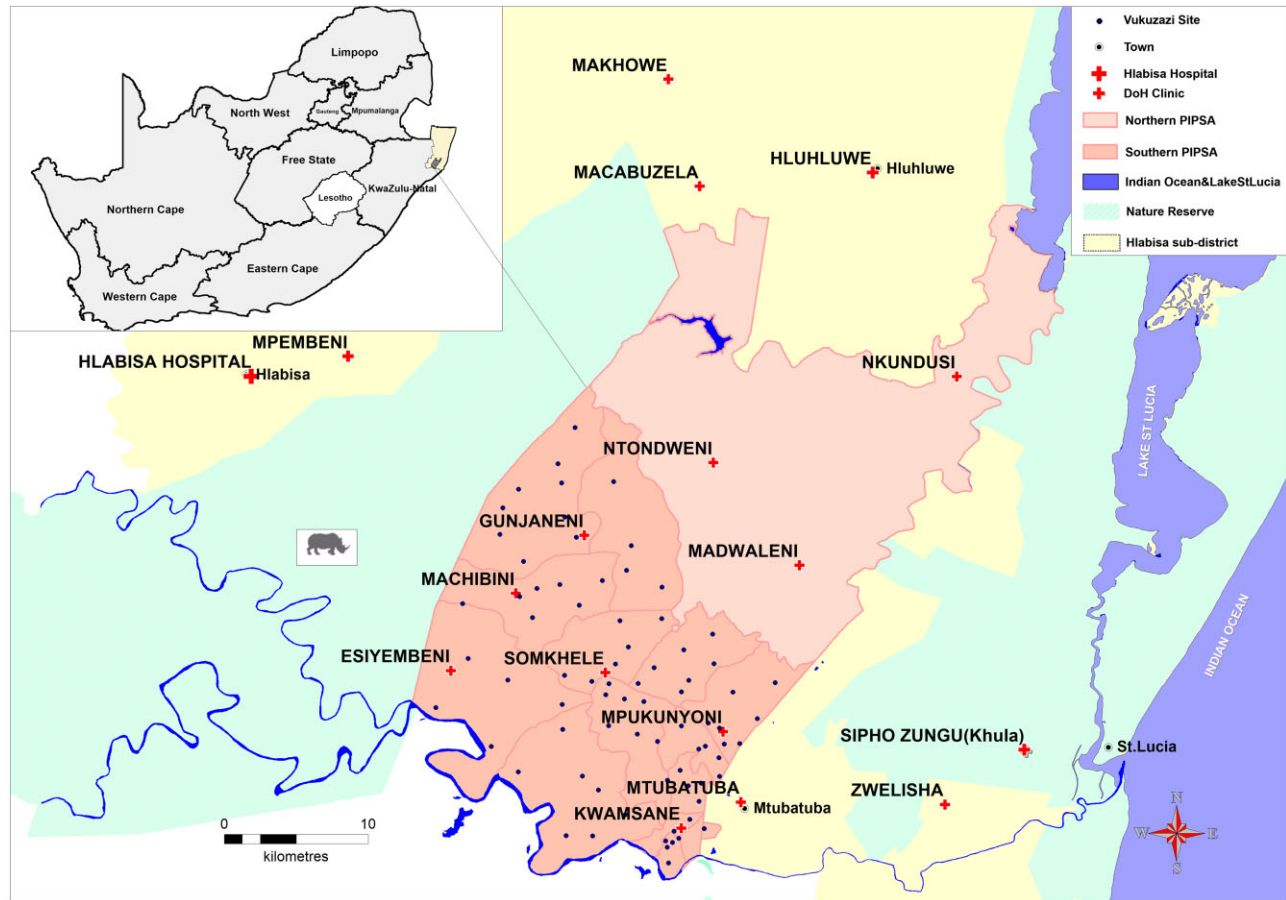 Limpopo
North West
Gauteng
Mpumalanga
Free State
KwaZulu-Natal
Lesotho
Northern Cape
Eastern Cape
Western Cape
Vukuzazi Site
Town
Hlabisa Hospital
DoH Clinic
Northern PIPSA
Southern PIPSA
Indian Ocean&LakeStLucia
Nature Reserve
Hlabisa sub-district
MAKHOWE
MACABUZELA
HLUHLUWE
Hluhluwe
MPEMBENI
HLABISA HOSPITAL
Hlabisa
NKUNDUSI
NTONDWENI
GUNJANENI
MADWALENI
MACHIBINI
ESIYEMBENI
SOMKHELE
MPUKUNYONI
SIPHO ZUNGU(Khula)
St.Lucia
MTUBATUBA
Mtubatuba
ZWELISHA
KWAMSANE
LAKE ST LUCIA
INDIAN OCEAN
0 10
kilometres
N
W E
S